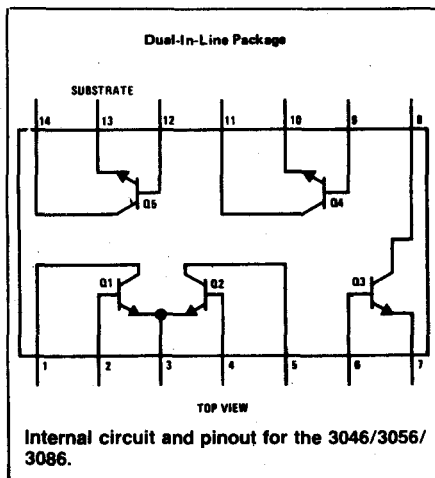 Dual-In-Line Package
SUBSTRATE
14 13 12 11 10 9 8
Q5 Q4
Q1 Q2 Q3
1 2 3 4 5 6 7
TOP VIEW
Internal circuit and pinout for the 3046/3056/
3086.